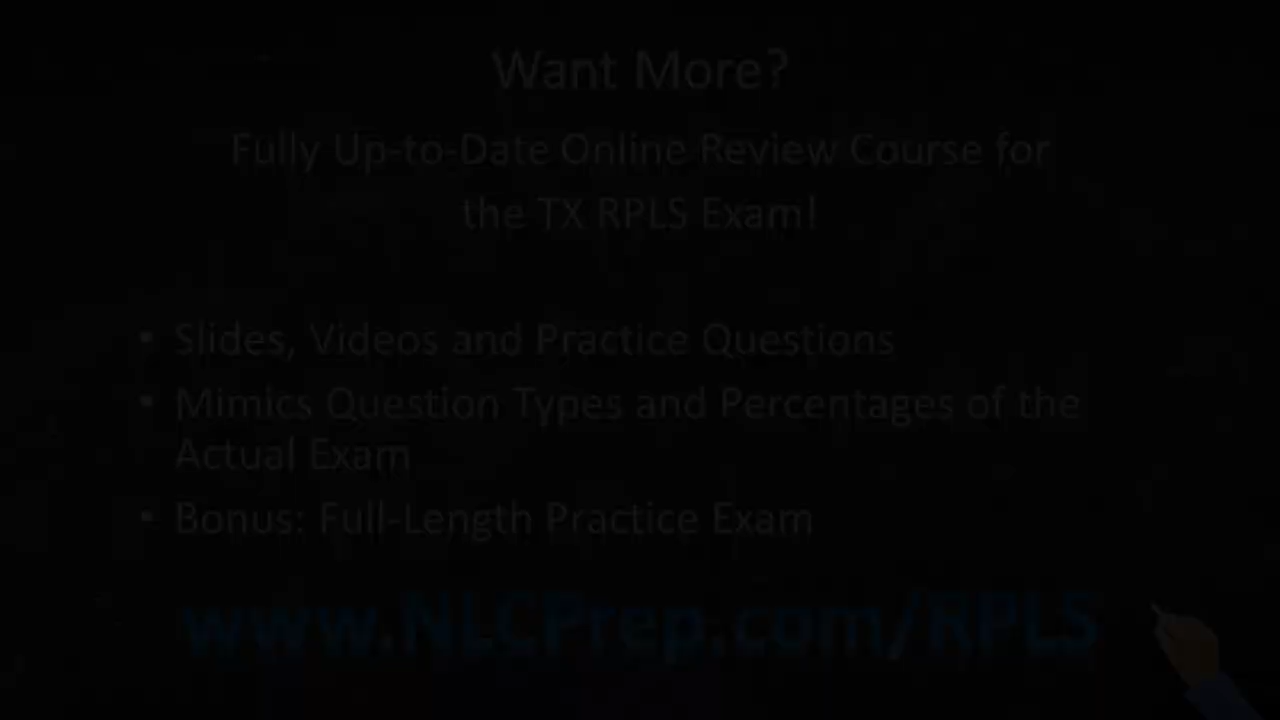 Want More?
Fully Up-to-Date Online Review Course for
the TX RPLS Exam!
• Slides, Videos and Practice Questions
• Mimics Question Types and Percentages of the
Actual Exam
• Bonus: Full-Length Practice Exam
www.NLCPrep.com/RPLS